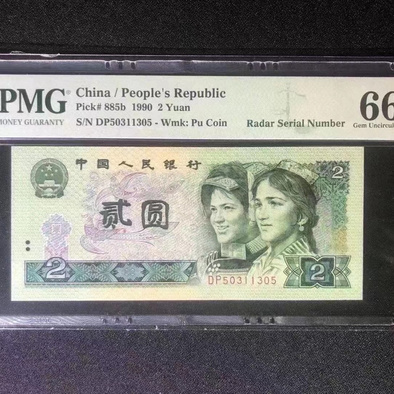 China / People's Republic
PMG
Pick# 885b 1990 2 Yuan
66
MONEY GUARANTY
S/N DP50311305 - Wmk: Pu Coin
Radar Serial Number
Gem Uncircul
中国人民银行
2
贰圆
2
2
DP50311305